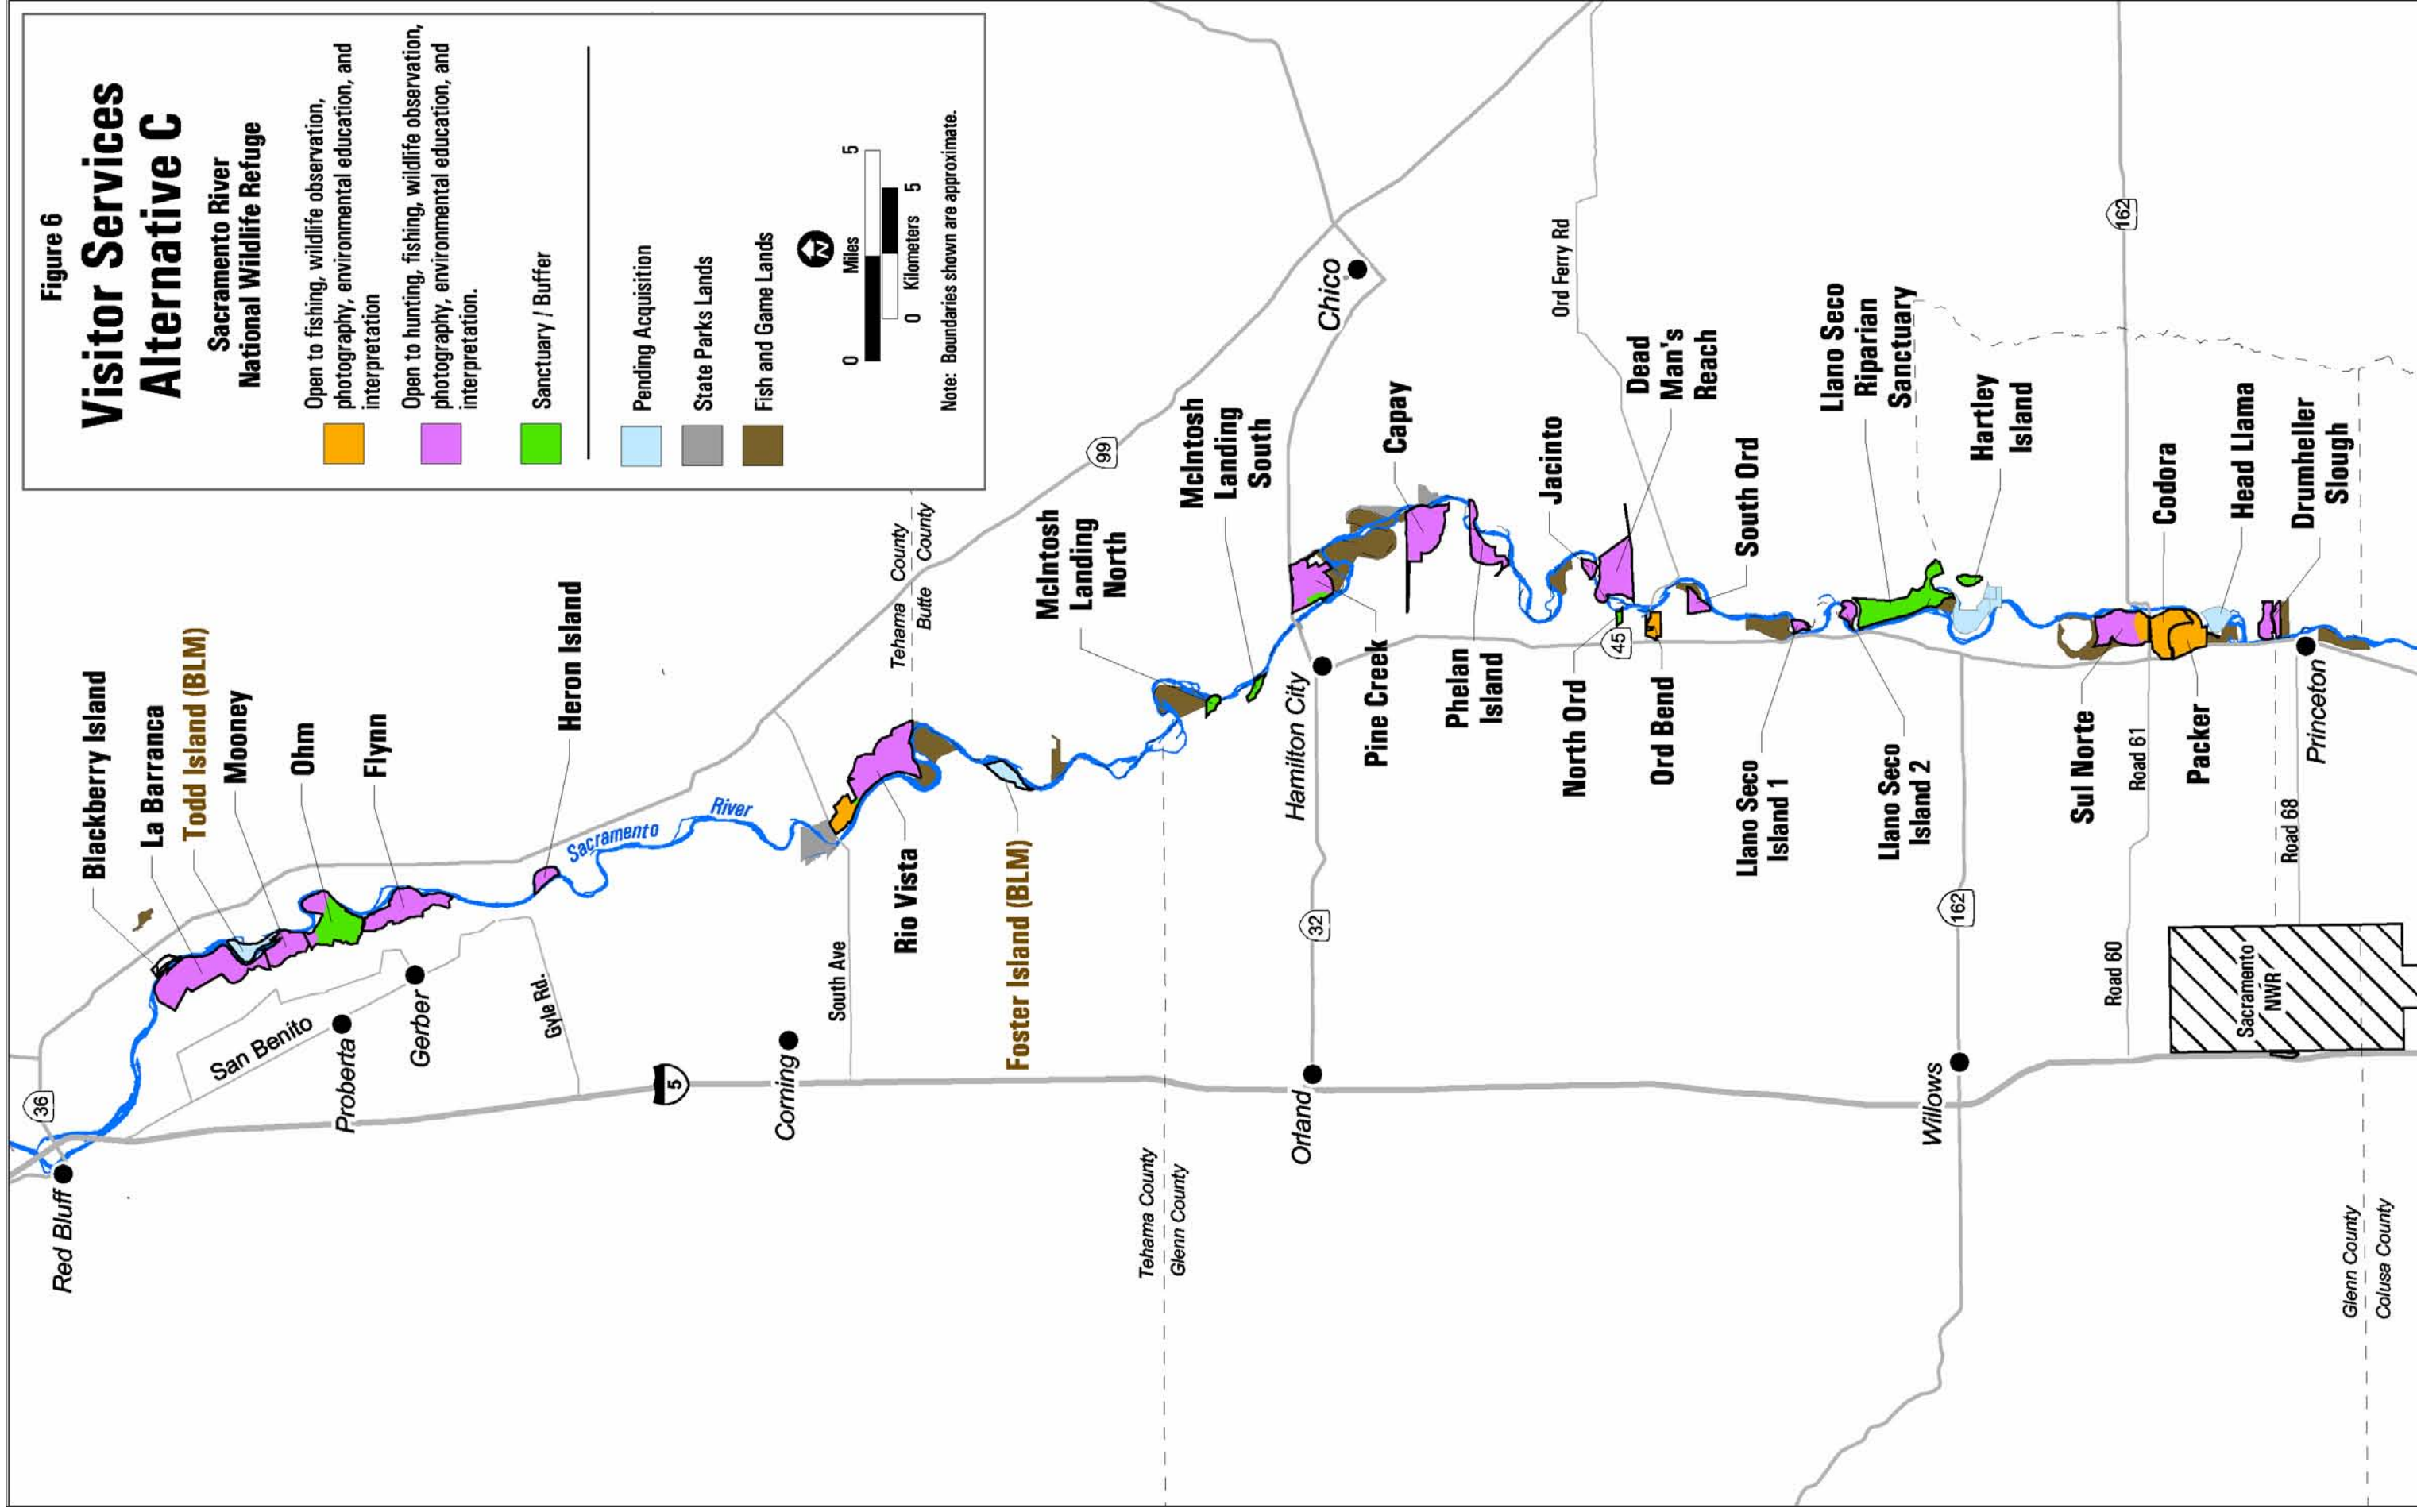 Figure 6
Visitor Services
Alternative C
Sacramento River
National Wildlife Refuge
Open to fishing, wildlife observation,
photography, environmental education, and
interpretation
Open to hunting, fishing, wildlife observation,
photography, environmental education, and
interpretation.
Sanctuary / Buffer
Pending Acquisition
State Parks Lands
Fish and Game Lands
N
0 Miles 5
0 Kilometers 5
Note: Boundaries shown are approximate.
36
Red Bluff
Blackberry Island
La Barranca
Todd Island (BLM)
Mooney
Ohm
Flynn
Heron Island
San Benito
Proberta
Gerber
Gyle Rd.
5
Sacramento River
Corning
South Ave
Rio Vista
Foster Island (BLM)
Tehama County
Butte County
99
Tehama County
Glenn County
McIntosh
Landing
North
McIntosh
Landing
South
Chico
Hamilton City
32
Orland
Pine Creek
Capay
Phelan
Island
Jacinto
Ord Ferry Rd
Dead
Man's
Reach
North Ord
45
Ord Bend
South Ord
Llano Seco
Island 1
Llano Seco
Island 2
Llano Seco
Riparian
Sanctuary
Hartley
Island
162
162
Willows
Sul Norte
Codora
Road 61
Road 60
Packer
Head Llama
Drumheller
Slough
Road 68
Princeton
Sacramento
NWR
Glenn County
Colusa County